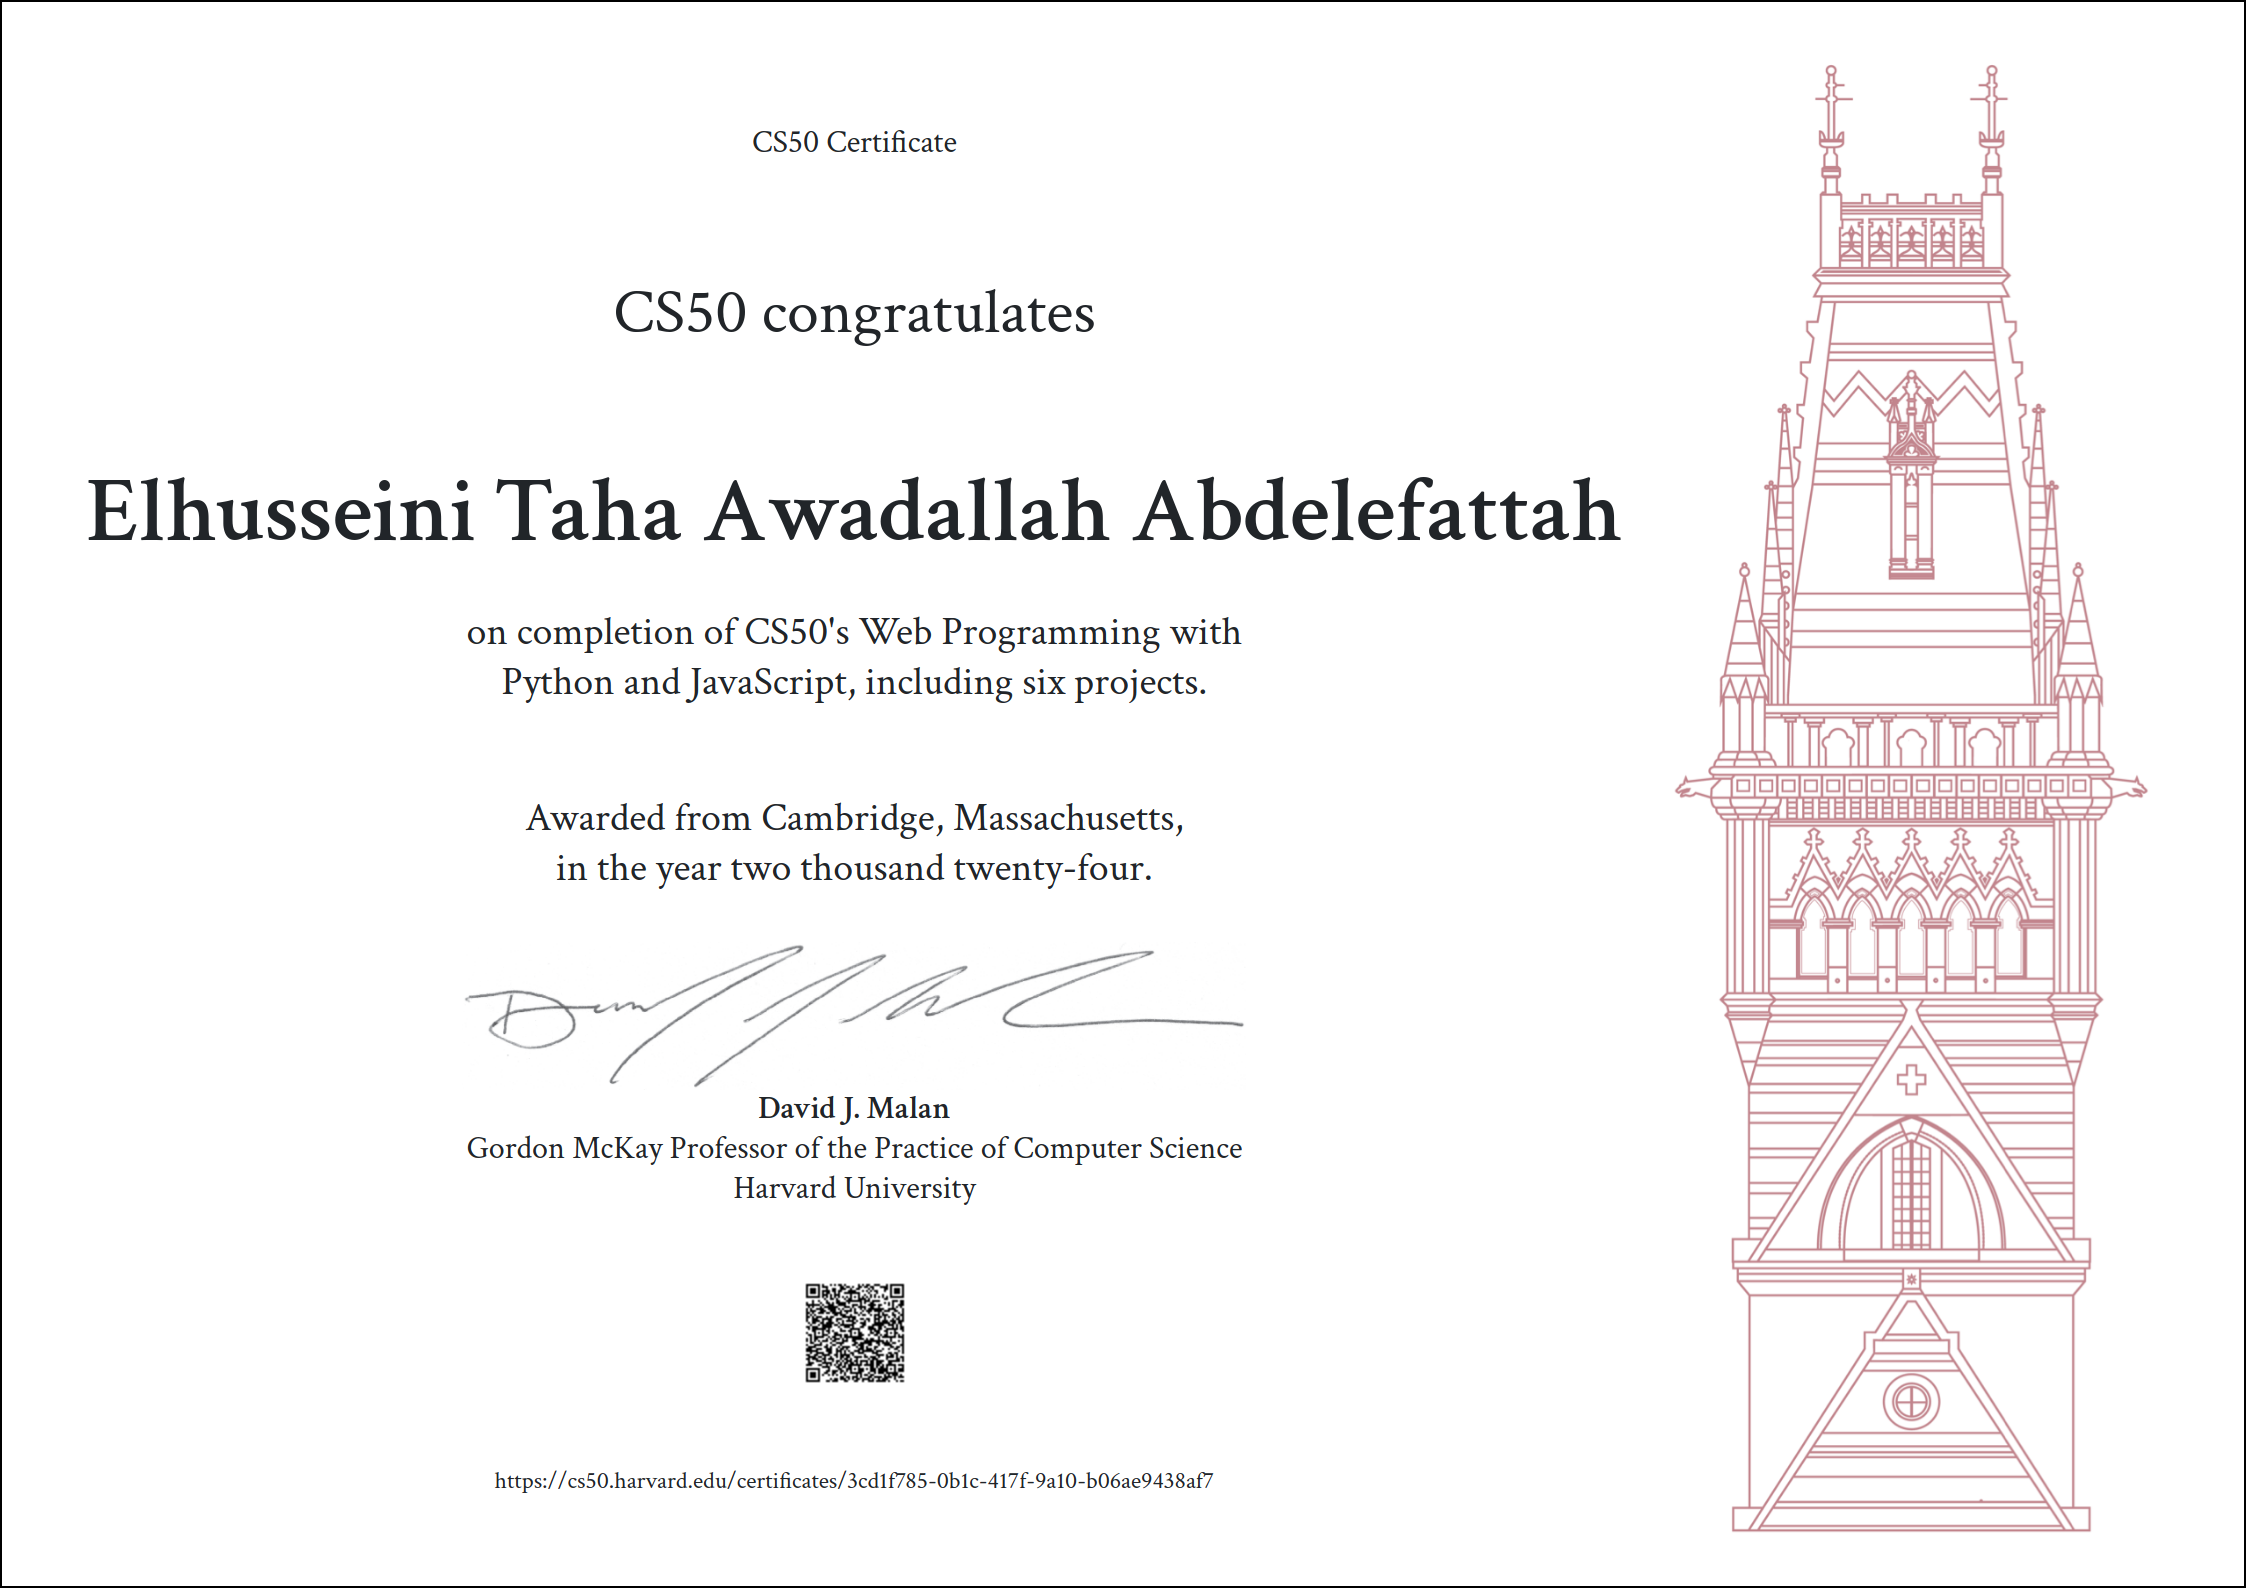 CS50 Certificate
CS50 congratulates
Elhusseini Taha Awadallah Abdelefattah
on completion of CS50's Web Programming with
Python and JavaScript, including six projects.
Awarded from Cambridge, Massachusetts,
in the year two thousand twenty-four.
David J. Malan
Gordon McKay Professor of the Practice of Computer Science
Harvard University
https://cs50.harvard.edu/certificates/3cd1f785-0b1c-417f-9a10-b06ae9438af7